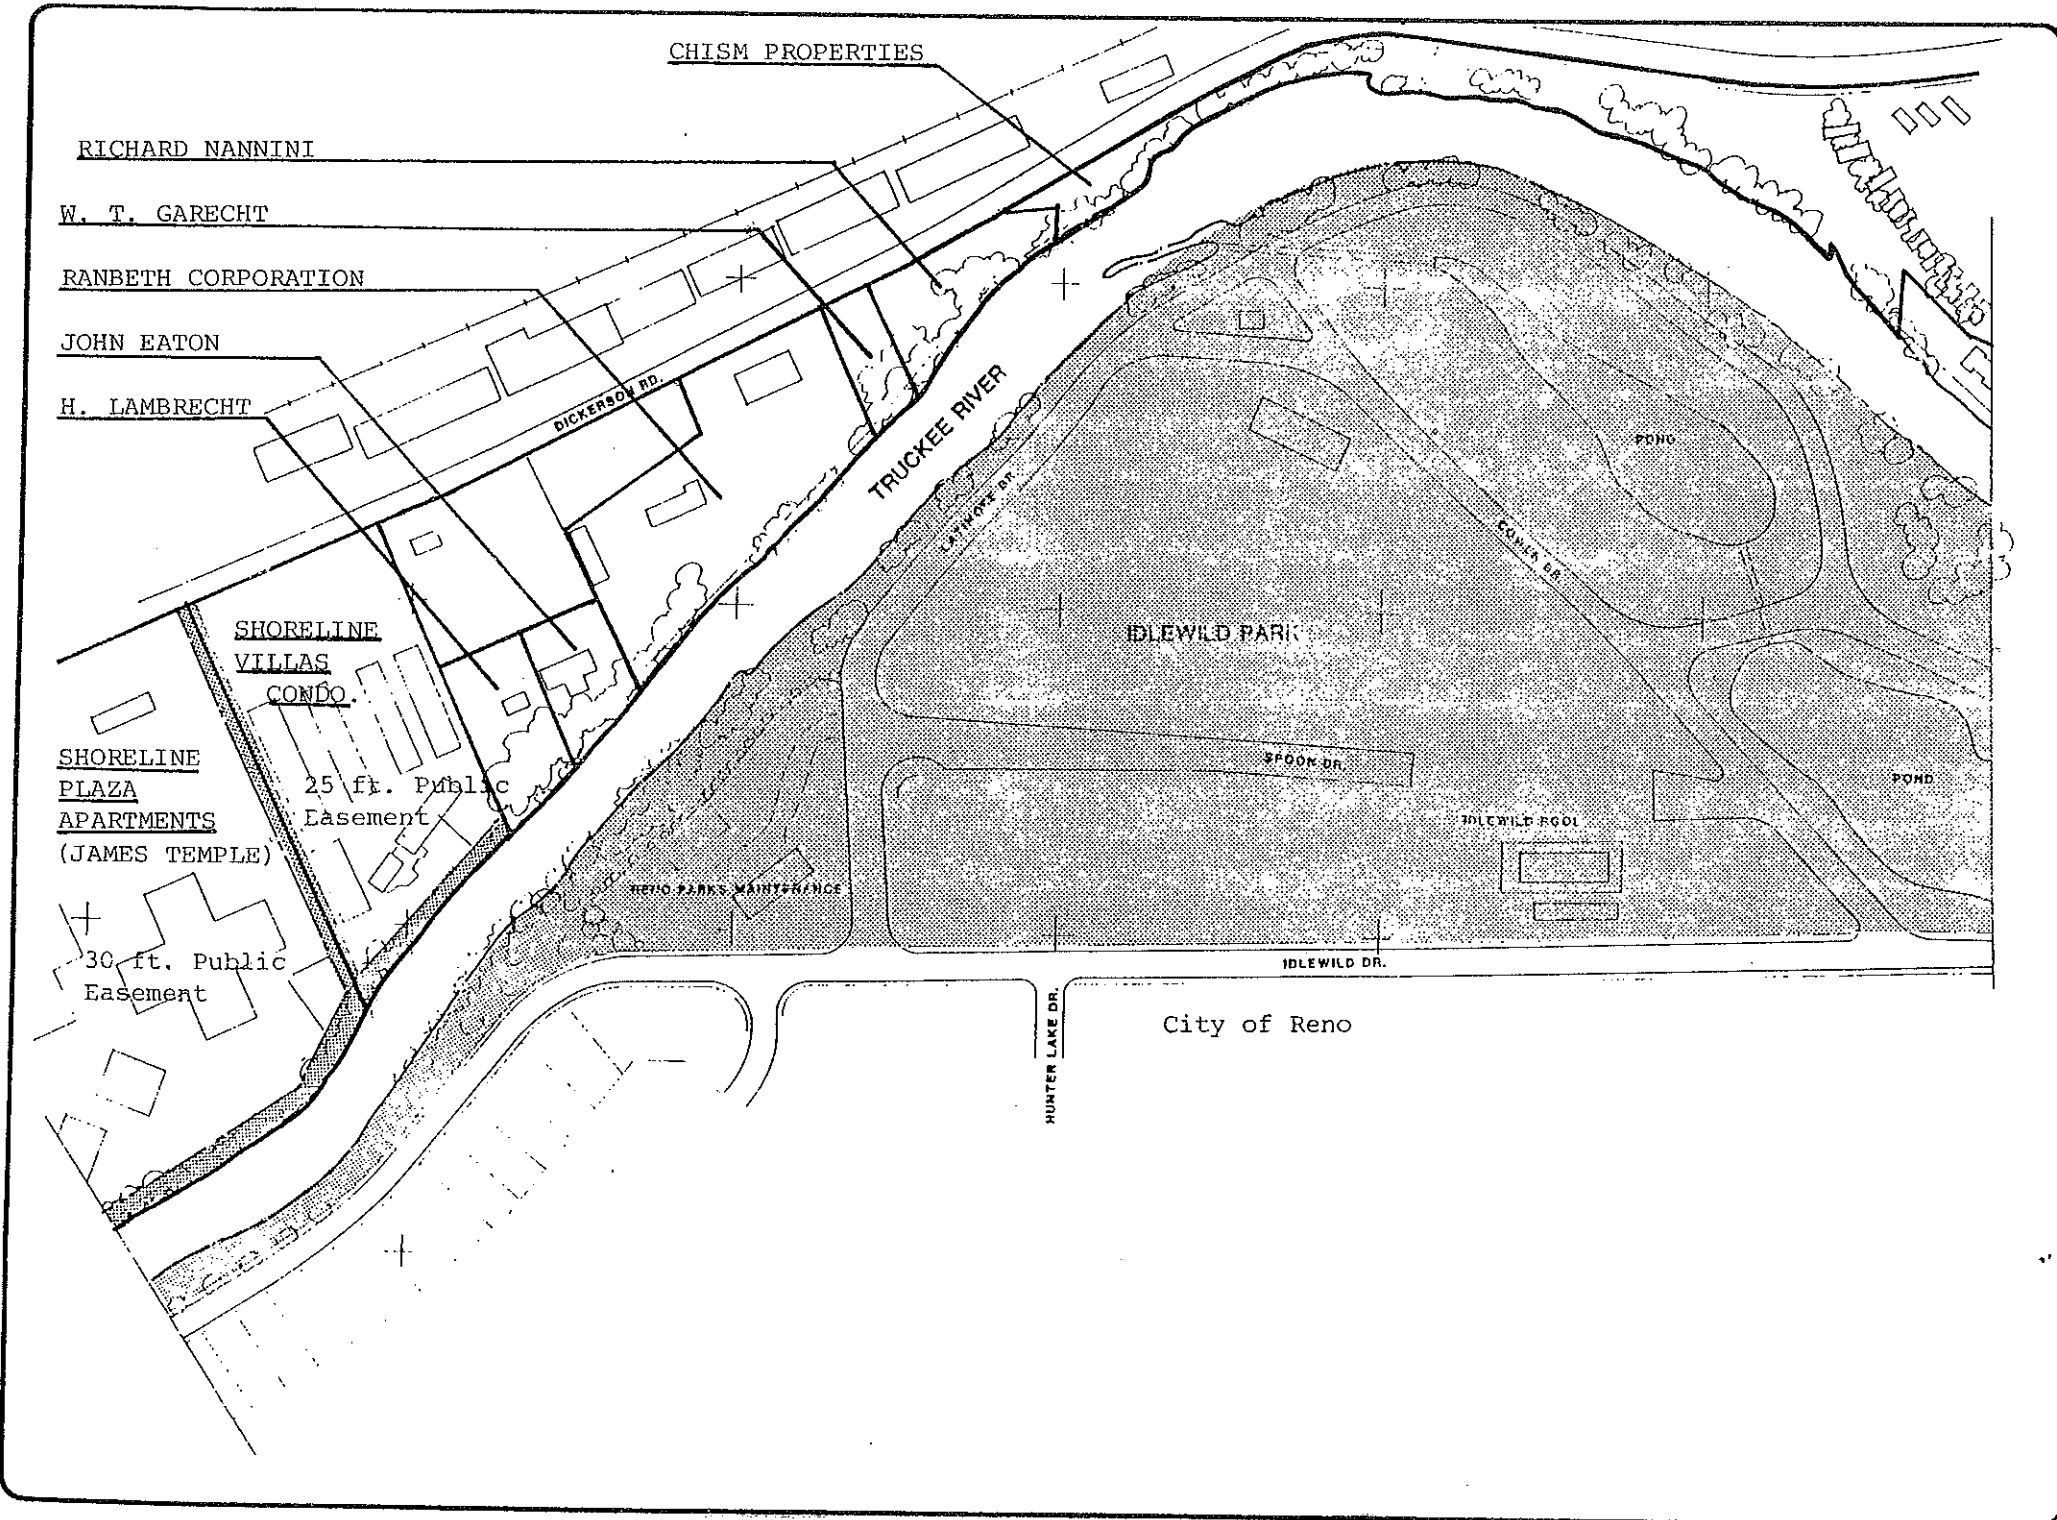 CHISM PROPERTIES
RICHARD NANNINI
W. T. GARECHT
RANBETH CORPORATION
JOHN EATON
H. LAMBRECHT
DICKERSON RD.
TRUCKEE RIVER
LATIMORE DR.
POND
COWEN DR.
SHORELINE
VILLAS
CONDO.
IDLEWILD PARK
SHORELINE
PLAZA
APARTMENTS
(JAMES TEMPLE)
25 ft. Public
Easement
SPOON DR.
POND
IDLEWILD POOL
RENO PARKS MAINTENANCE
30 ft. Public
Easement
IDLEWILD DR.
HUNTER LAKE DR.
City of Reno